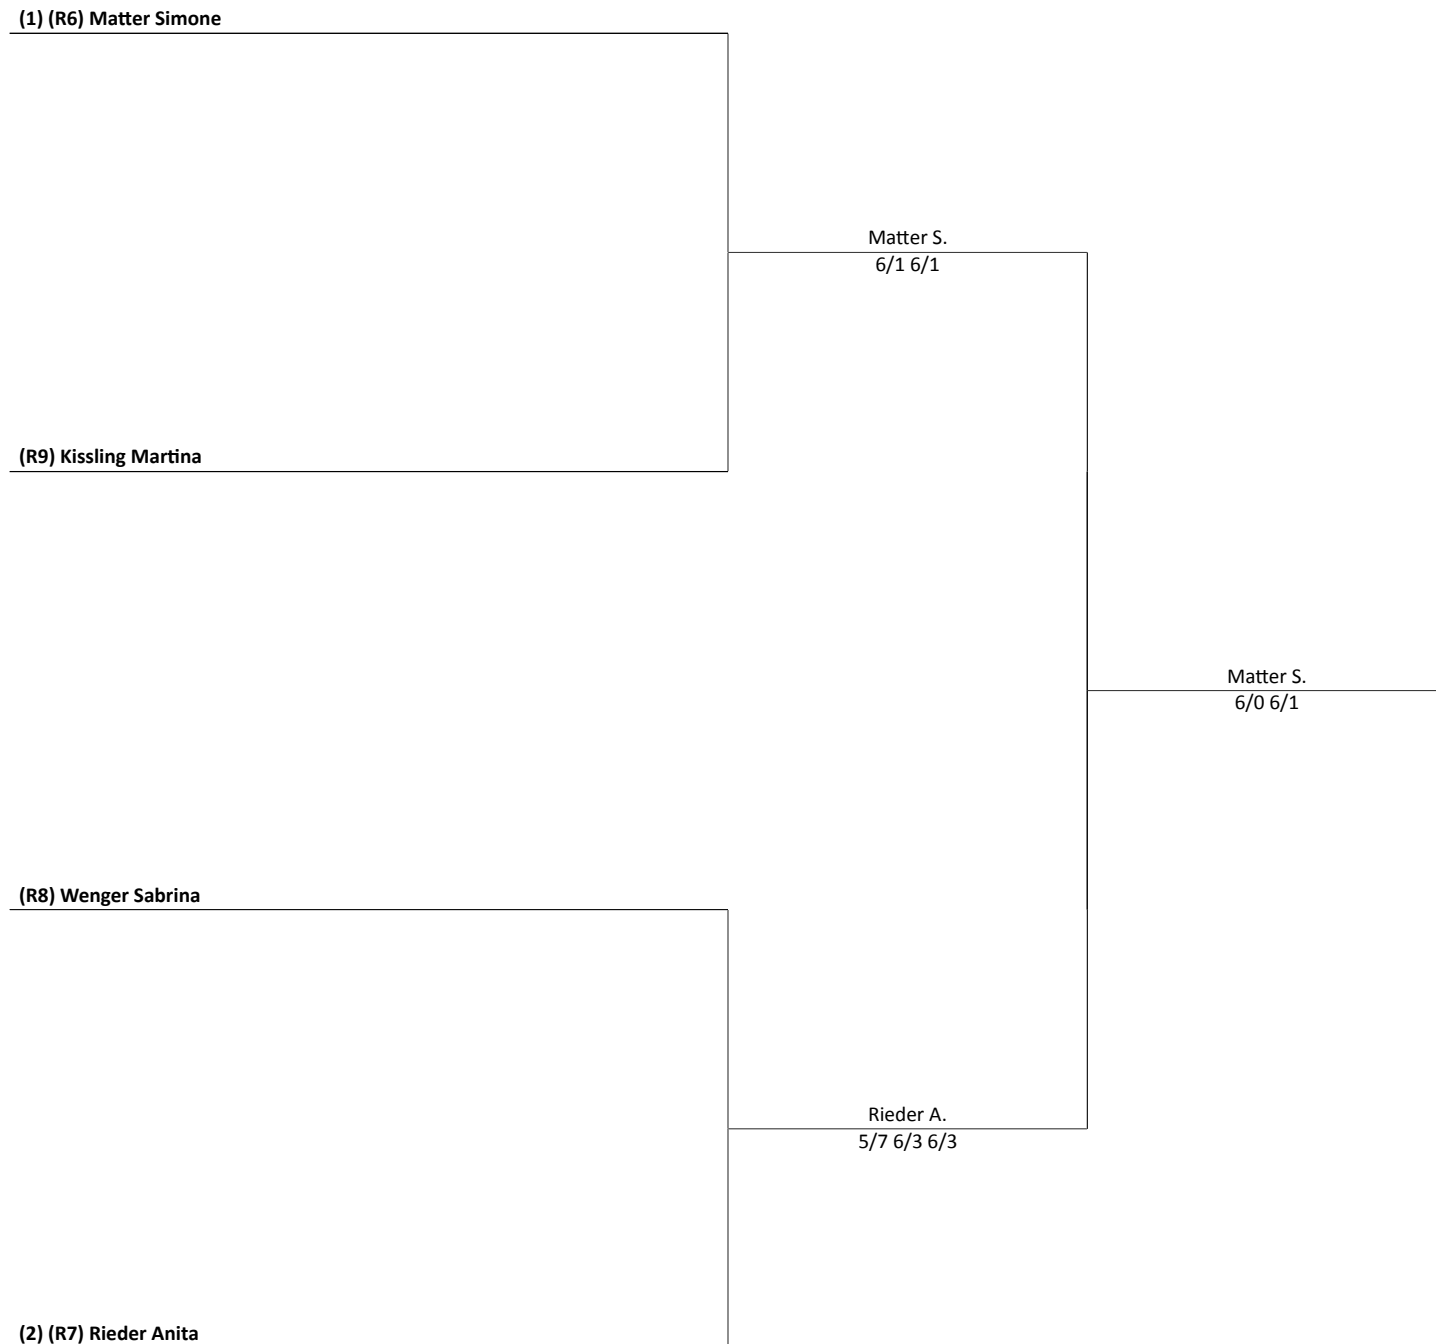 (1) (R6) Matter Simone
Matter S.
6/1 6/1
(R9) Kissling Martina
Matter S.
6/0 6/1
(R8) Wenger Sabrina
Rieder A.
5/7 6/3 6/3
(2) (R7) Rieder Anita